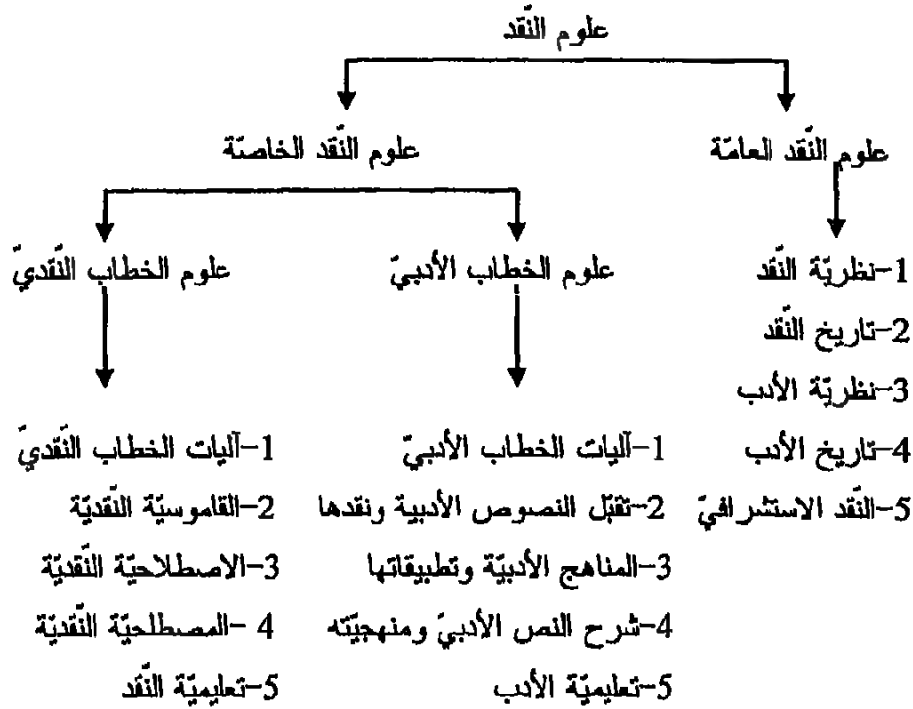 علوم النّقد
علوم النّقد العامّة
علوم النّقد الخاصّة
1-نظريّة النّقد
2-تاريخ النّقد
3-نظريّة الأدب
4-تاريخ الأدب
5-النّقد الاستشرافيّ
علوم الخطاب الأدبيّ
1-آليات الخطاب الأدبيّ
2-تقبّل النصوص الأدبية ونقدها
3-المناهج الأدبيّة وتطبيقاتها
4-شرح النص الأدبيّ ومنهجيّته
5-تعليميّة الأدب
علوم الخطاب النّقديّ
1-آليات الخطاب النّقديّ
2-القاموسيّة النّقديّة
3-الاصطلاحيّة النّقديّة
4 -المصطلحيّة النّقديّة
5-تعليميّة النّقد